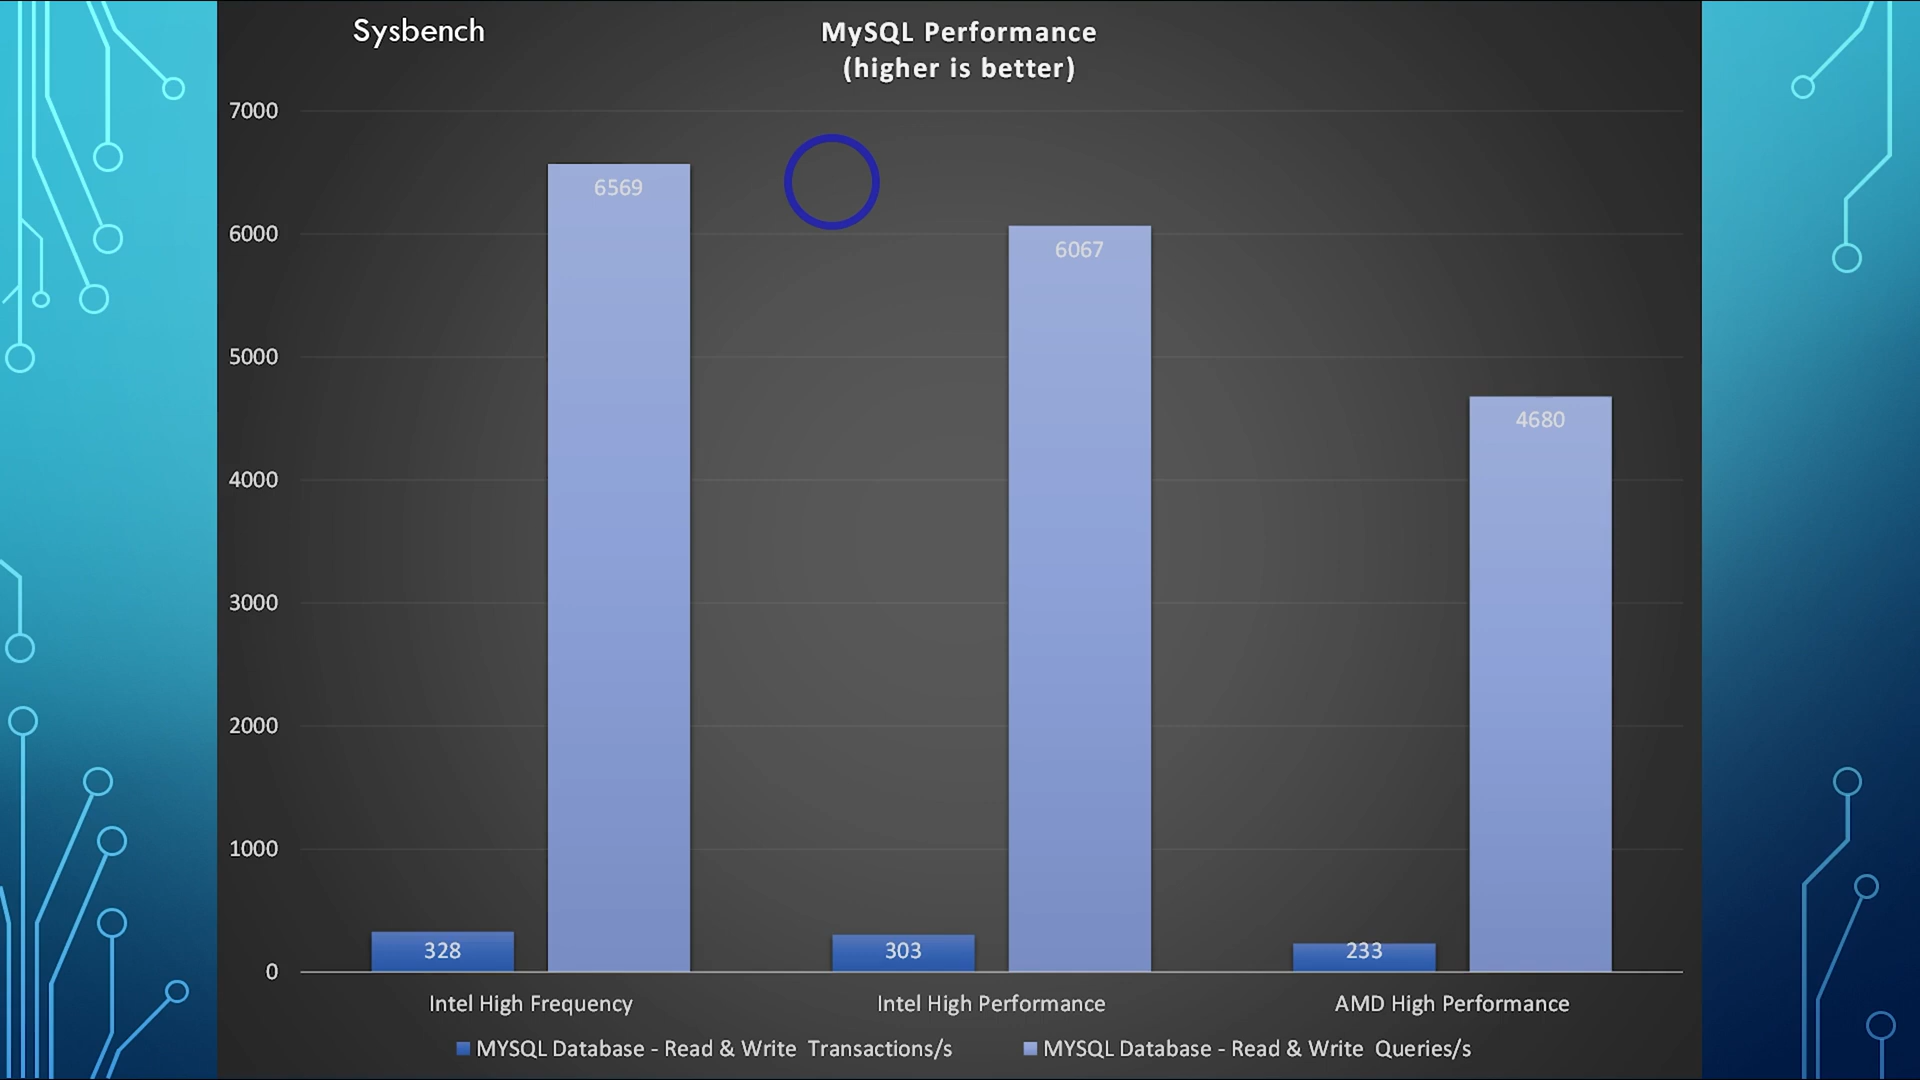 Sysbench
MySQL Performance
(higher is better)
7000
6000
5000
4000
3000
2000
1000
0
6569
6067
4680
328
303
233
Intel High Frequency
Intel High Performance
AMD High Performance
MYSQL Database - Read & Write Transactions/s
MYSQL Database - Read & Write Queries/s